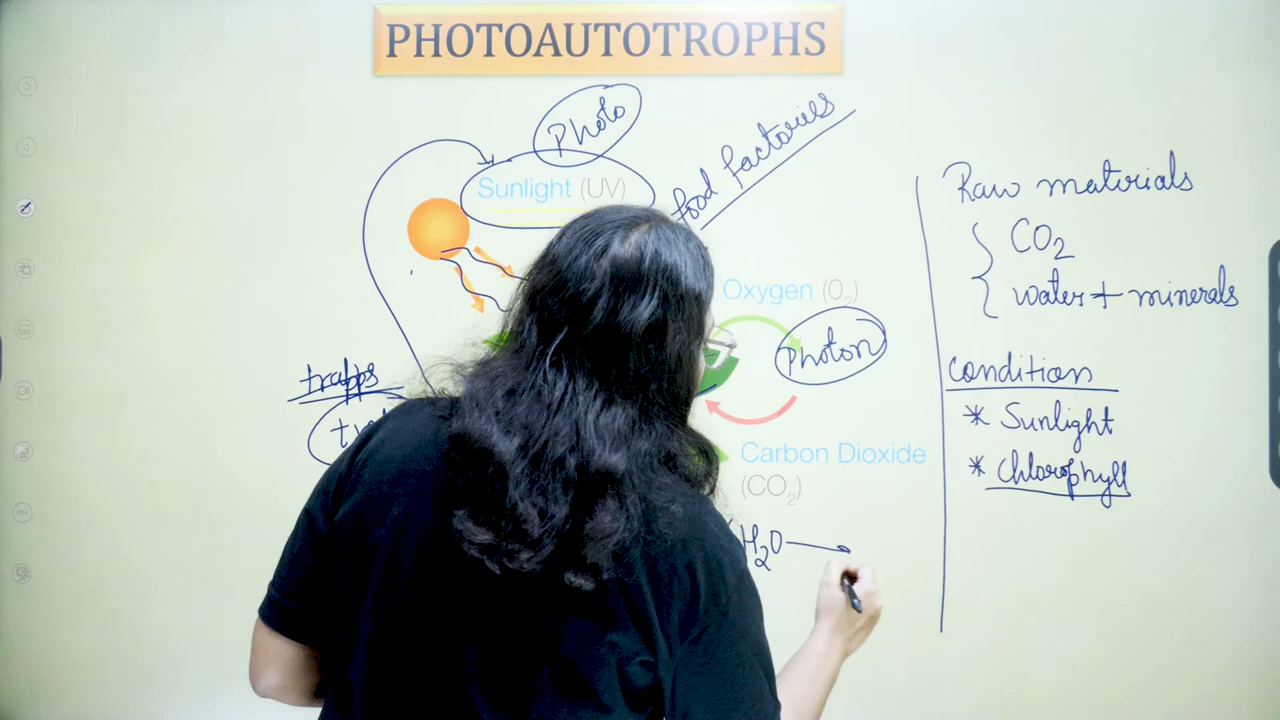 PHOTOAUTOTROPHS
Photo
Sunlight (UV)
food factories
Oxygen (O₂)
Photon
trapps
Carbon Dioxide
(CO₂)
H₂O →
Raw materials
CO₂
water + minerals
condition
* Sunlight
* Chlorophyll